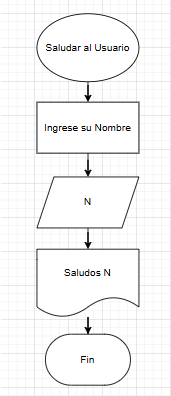 Saludar al Usuario
Ingrese su Nombre
N
Saludos N
Fin